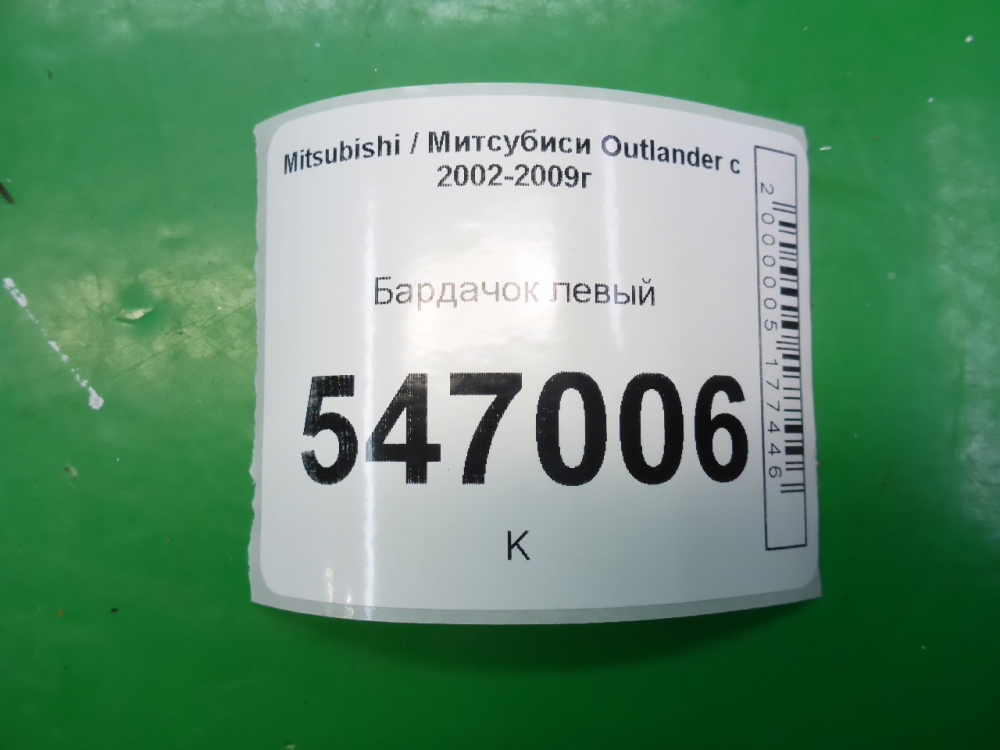 Mitsubishi / Митсубиси Outlander с
2002-2009г
Бардачок левый
547006
К
2000005177446